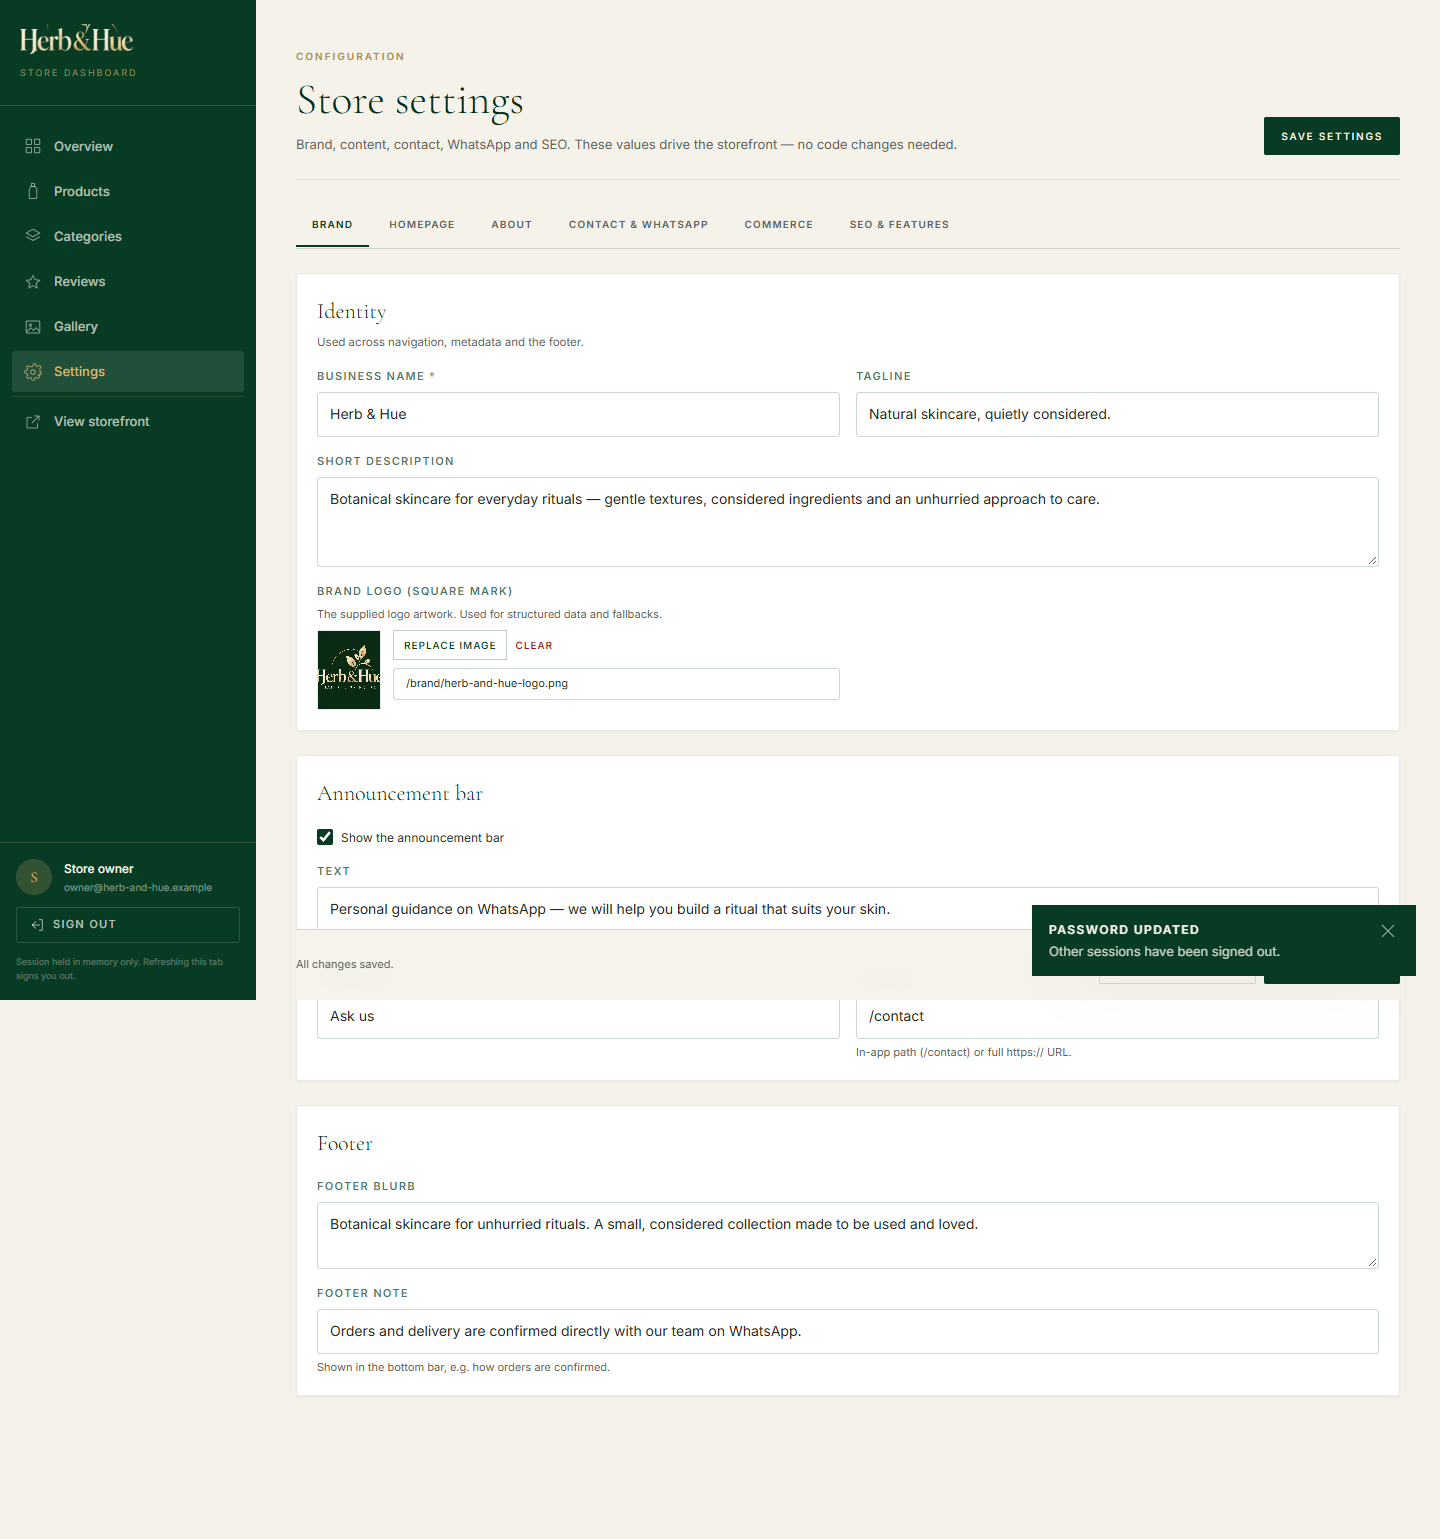 Herb&Hue
STORE DASHBOARD
Overview
Products
Categories
Reviews
Gallery
Settings
View storefront
S
Store owner
owner@herb-and-hue.example
SIGN OUT
Session held in memory only. Refreshing this tab
signs you out.
CONFIGURATION
Store settings
Brand, content, contact, WhatsApp and SEO. These values drive the storefront — no code changes needed.
SAVE SETTINGS
BRAND HOMEPAGE ABOUT CONTACT & WHATSAPP COMMERCE SEO & FEATURES
Identity
Used across navigation, metadata and the footer.
BUSINESS NAME *
Herb & Hue
TAGLINE
Natural skincare, quietly considered.
SHORT DESCRIPTION
Botanical skincare for everyday rituals — gentle textures, considered ingredients and an unhurried approach to care.
BRAND LOGO (SQUARE MARK)
The supplied logo artwork. Used for structured data and fallbacks.
Herb&Hue
REPLACE IMAGE CLEAR
/brand/herb-and-hue-logo.png
Announcement bar
Show the announcement bar
TEXT
Personal guidance on WhatsApp — we will help you build a ritual that suits your skin.
PASSWORD UPDATED
Other sessions have been signed out.
All changes saved.
Ask us
/contact
In-app path (/contact) or full https:// URL.
Footer
FOOTER BLURB
Botanical skincare for unhurried rituals. A small, considered collection made to be used and loved.
FOOTER NOTE
Orders and delivery are confirmed directly with our team on WhatsApp.
Shown in the bottom bar, e.g. how orders are confirmed.